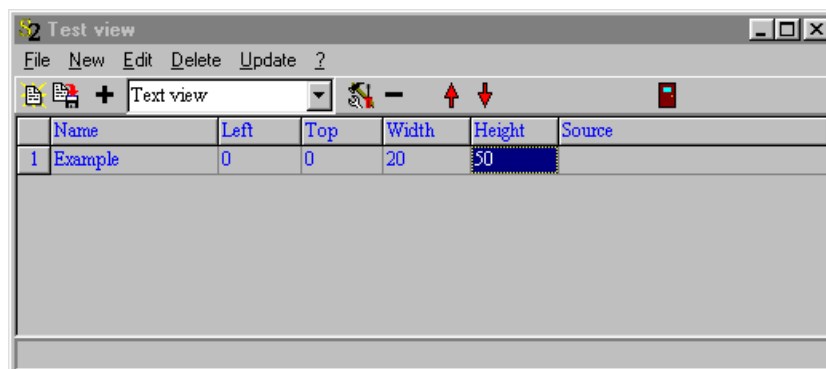 S2 Test view
File New Edit Delete Update ?
Text view
Name Left Top Width Height Source
1 Example 0 0 20 50